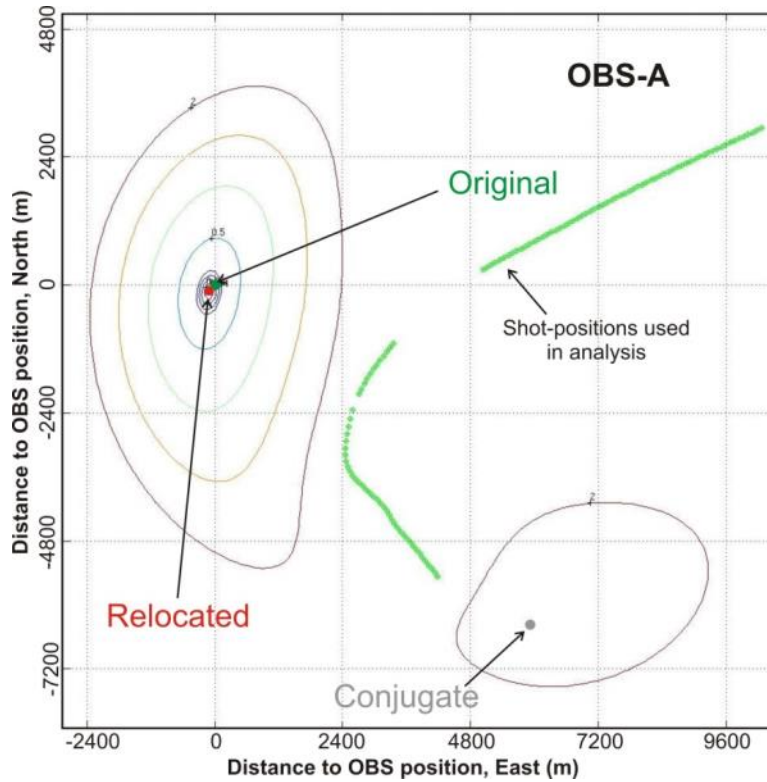 4800
2400
0
-2400
-4800
-7200
Distance to OBS position, North (m)
OBS-A
2
0.5
Original
Shot-positions used
in analysis
Relocated
2
Conjugate
-2400
0
2400
4800
7200
9600
Distance to OBS position, East (m)